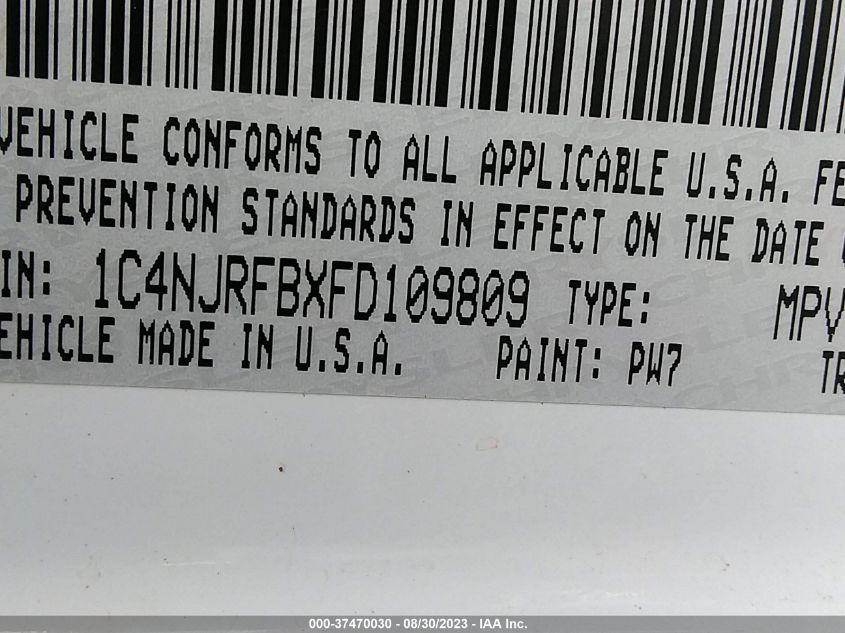 VEHICLE CONFORMS TO ALL APPLICABLE U.S.A. FE
PREVENTION STANDARDS IN EFFECT ON THE DATE
IN: 1C4NJRFBXFD109809 TYPE: MPV
EHICLE MADE IN U.S.A. PAINT: PW7 TR
000-37470030 - 08/30/2023 - IAA Inc.